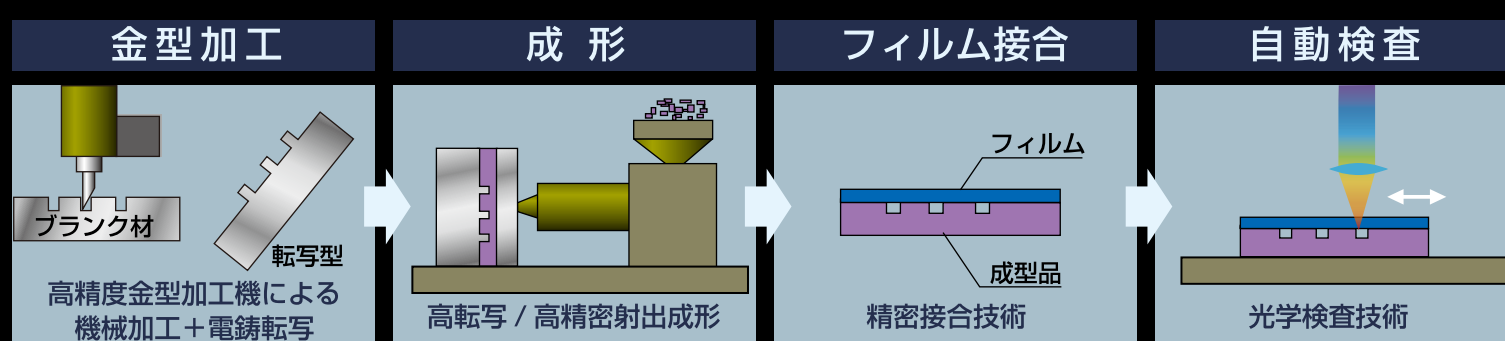 金型加工
ブランク材
転写型
高精度金型加工機による
機械加工＋電鋳転写
成 形
高転写 / 高精密射出成形
フィルム接合
フィルム
成型品
精密接合技術
自動検査
光学検査技術